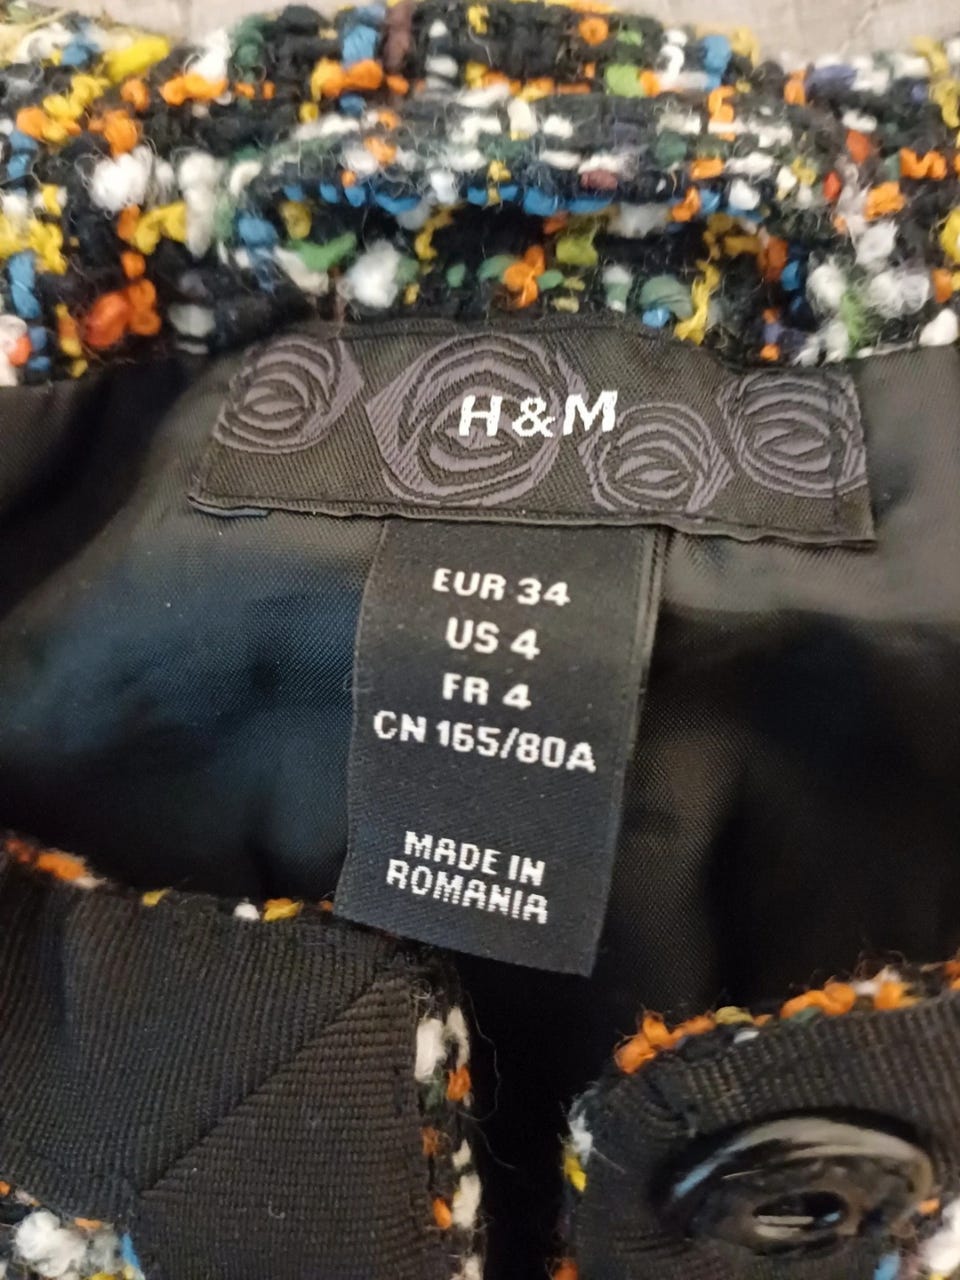 H&M
EUR 34
US 4
FR 4
CN 165/80A
MADE IN
ROMANIA